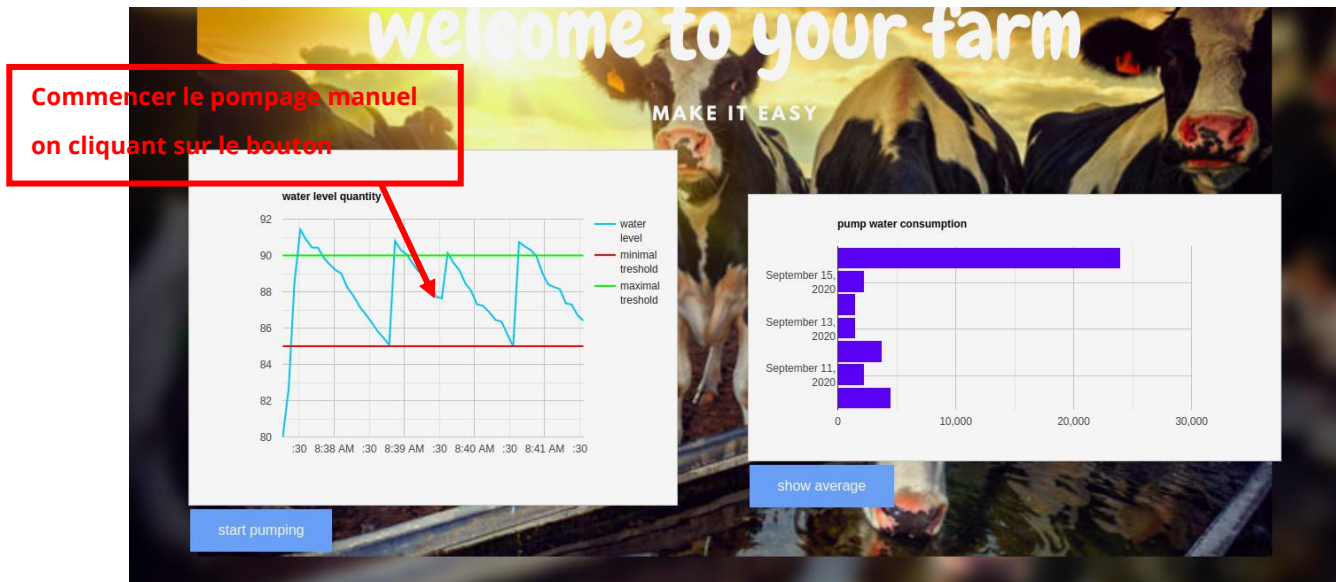 welcome to your farm
MAKE IT EASY
Commencer le pompage manuel
on cliquant sur le bouton
water level quantity
92
90
88
86
84
82
80
:30 8:38 AM :30 8:39 AM :30 8:40 AM :30 8:41 AM :30
water
level
minimal
treshold
maximal
treshold
start pumping
pump water consumption
September 15,
2020
September 13,
2020
September 11,
2020
0 10,000 20,000 30,000
show average